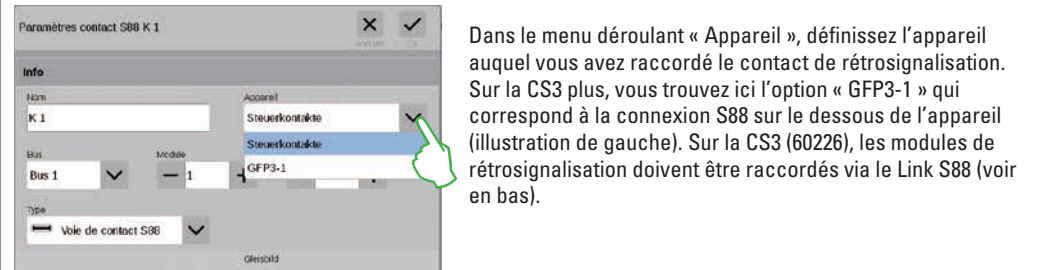 Paramètres contact S88 K 1
Info
Nom
Appareil
K 1
Steuerkontakte
Steuerkontakte
GFP3-1
Bus
Module
Bus 1
1
Type
Voie de contact S88
Gleisbild
Dans le menu déroulant « Appareil », définissez l’appareil
auquel vous avez raccordé le contact de rétrosignalisation.
Sur la CS3 plus, vous trouvez ici l’option « GFP3-1 » qui
correspond à la connexion S88 sur le dessous de l’appareil
(illustration de gauche). Sur la CS3 (60226), les modules de
rétrosignalisation doivent être raccordés via le Link S88 (voir
en bas).